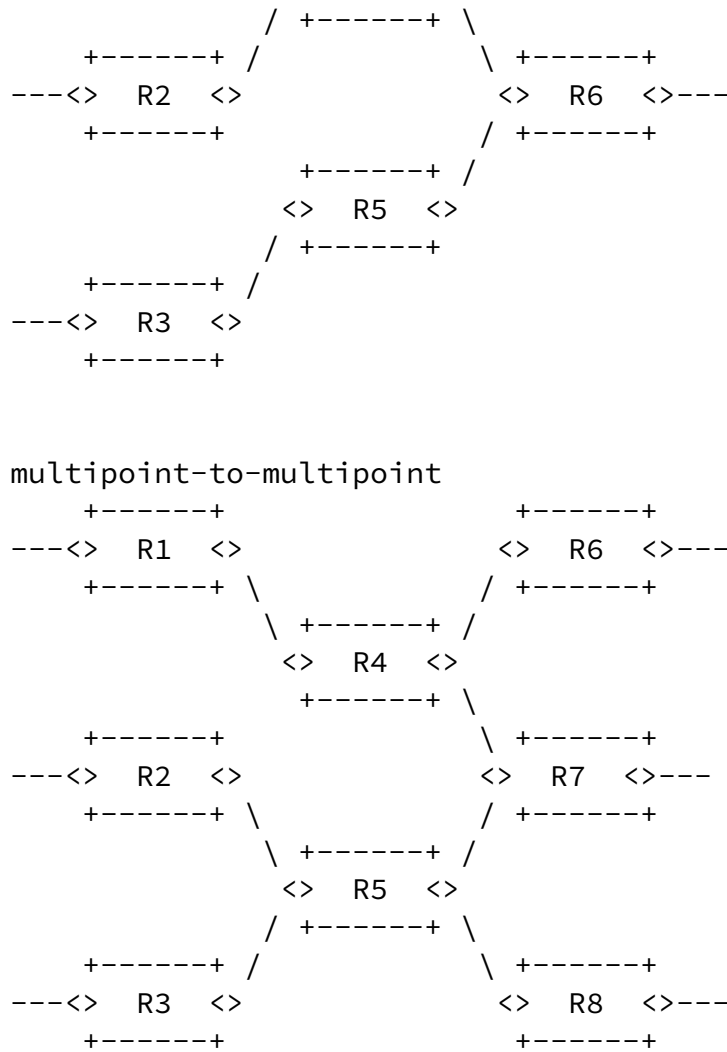 / +------+ \
+------+ /            \ +------+
---<>  R2  <>              <>  R6  <>---
+------+              / +------+
            +------+ /
           <>  R5  <>
          / +------+
+------+ /
---<>  R3  <>
+------+
multipoint-to-multipoint
+------+                +------+
---<>  R1  <>              <>  R6  <>---
+------+ \            / +------+
          \ +------+ /
           <>  R4  <>
            +------+ \
+------+              \ +------+
---<>  R2  <>             <>  R7  <>---
+------+ \            / +------+
          \ +------+ /
           <>  R5  <>
          / +------+ \
+------+ /            \ +------+
---<>  R3  <>              <>  R8  <>---
+------+                +------+